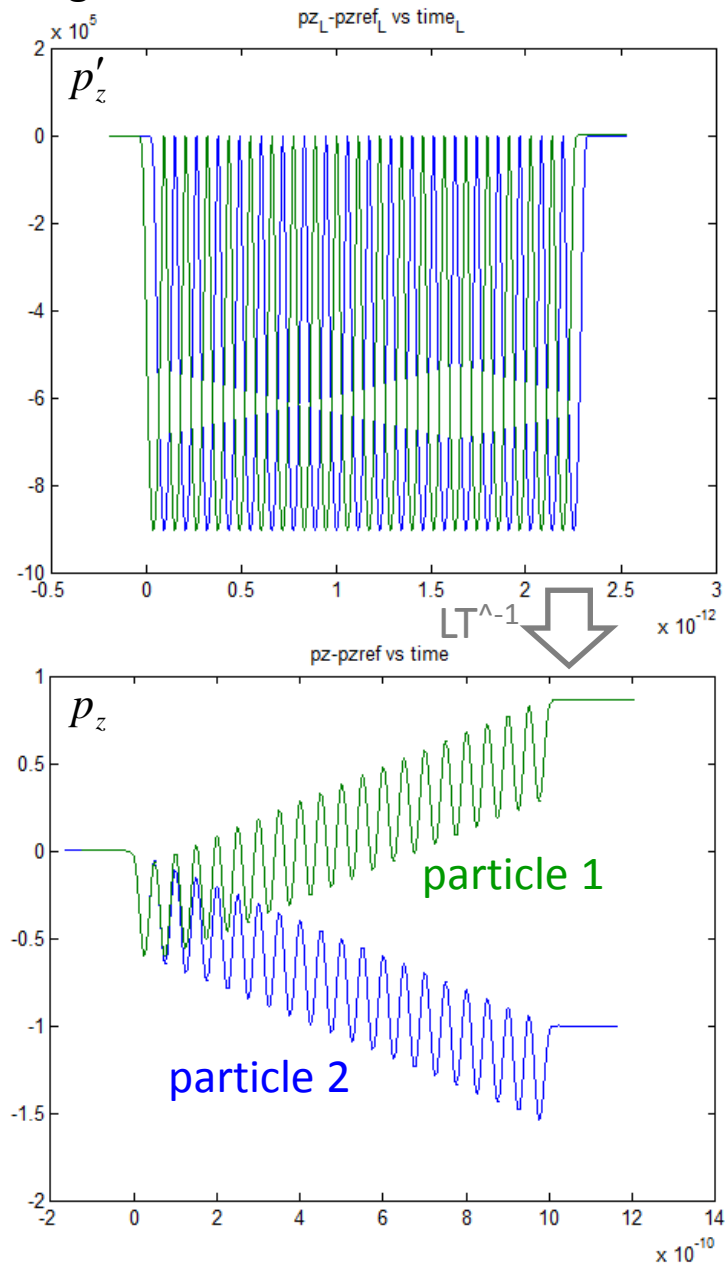 pz_L-pzref_L vs time_L
x 10^5
p′_z
2
0
-2
-4
-6
-8
-10
-0.5 0 0.5 1 1.5 2 2.5 3
x 10^-12
LT^-1
pz-pzref vs time
p_z
1
0.5
0
-0.5
-1
-1.5
-2
particle 1
particle 2
-2 0 2 4 6 8 10 12 14
x 10^-10